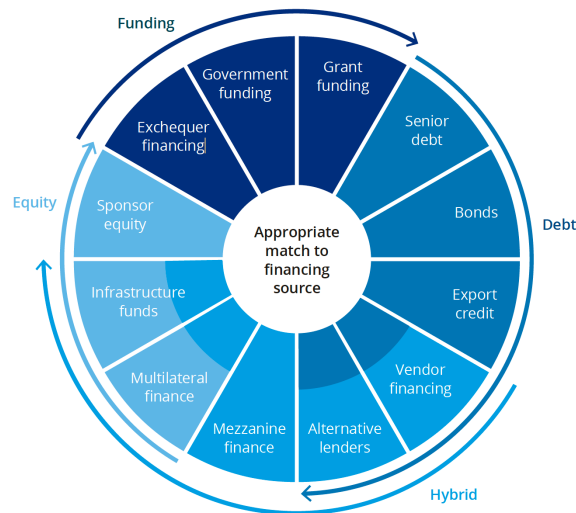 Funding
Government
funding
Grant
funding
Exchequer
financing
Senior
debt
Equity
Sponsor
equity
Bonds
Debt
Appropriate
match to
financing
source
Infrastructure
funds
Export
credit
Multilateral
finance
Vendor
financing
Mezzanine
finance
Alternative
lenders
Hybrid